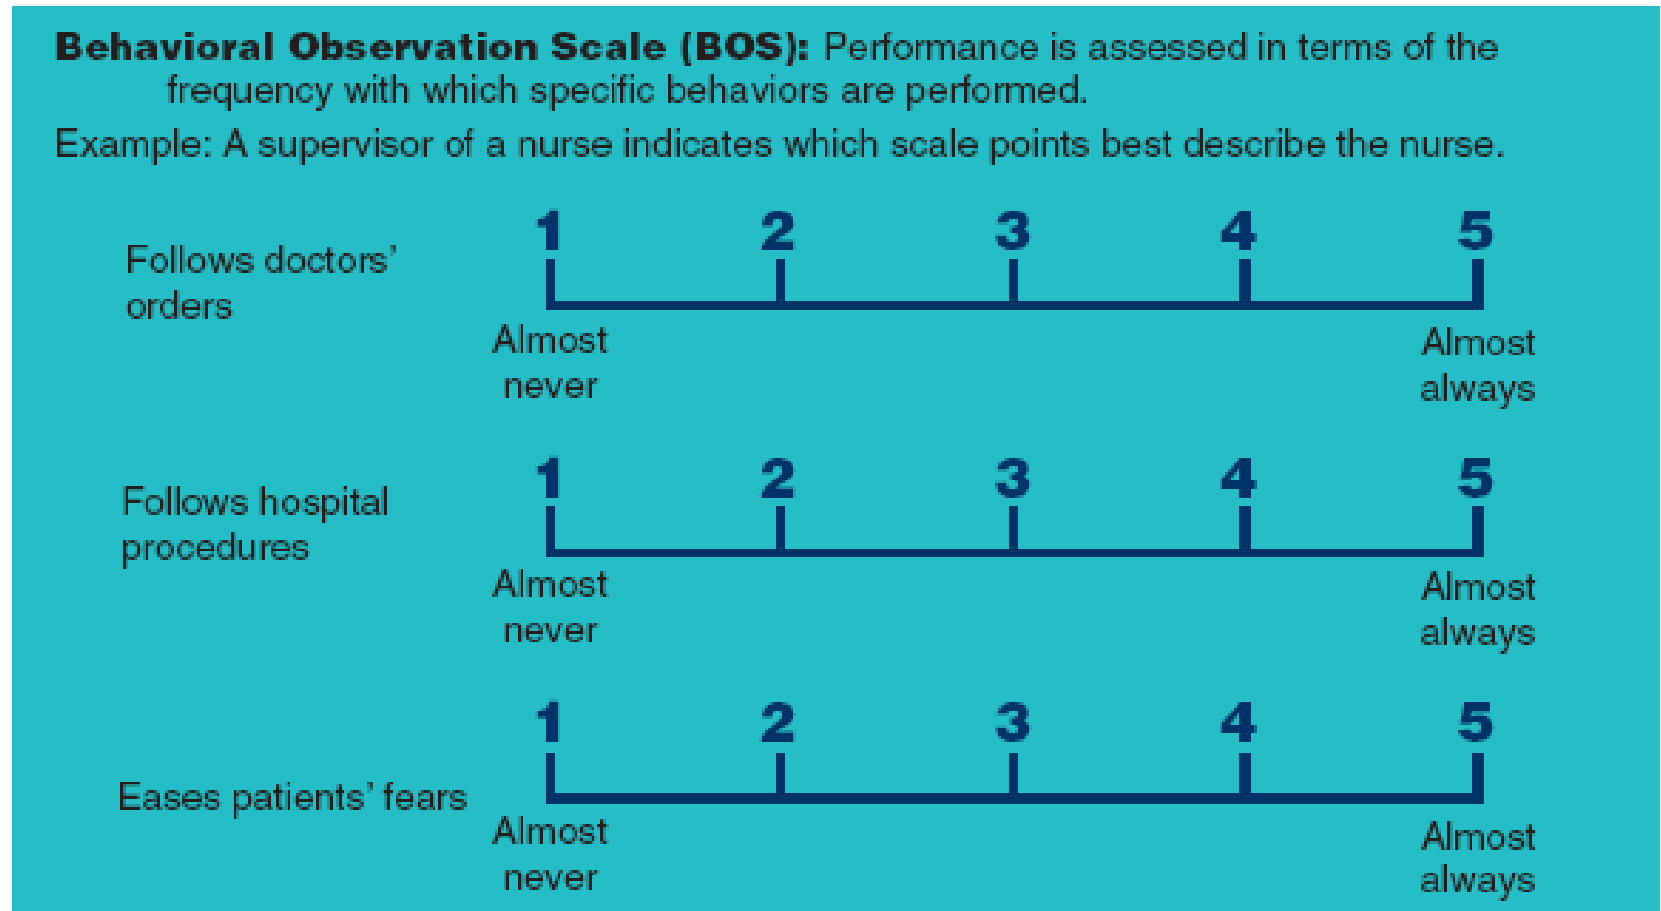 Behavioral Observation Scale (BOS): Performance is assessed in terms of the
frequency with which specific behaviors are performed.
Example: A supervisor of a nurse indicates which scale points best describe the nurse.
1 2 3 4 5
Follows doctors’
orders
Almost Almost
never always
1 2 3 4 5
Follows hospital
procedures
Almost Almost
never always
1 2 3 4 5
Eases patients’ fears
Almost Almost
never always